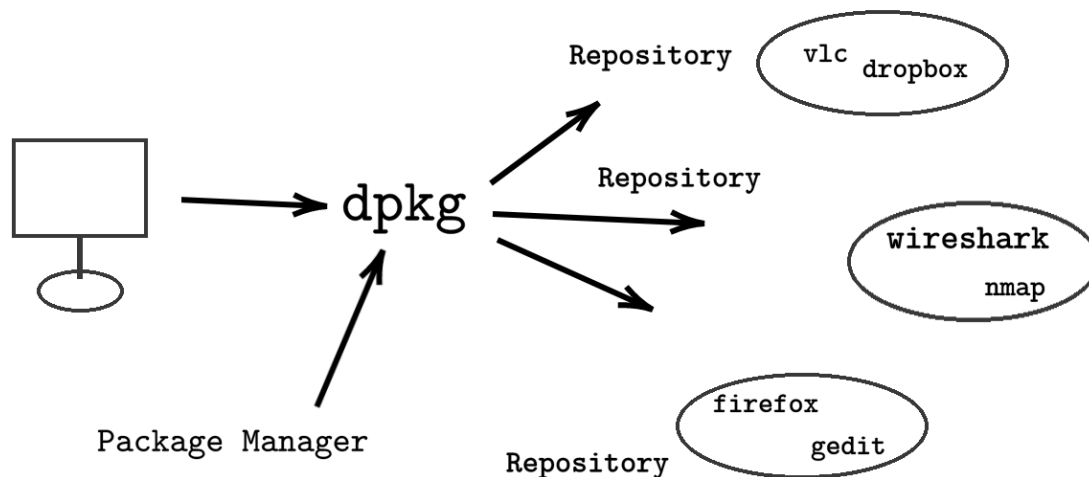 Repository
vlc
dropbox
Repository
dpkg
wireshark
nmap
firefox
Package Manager
gedit
Repository